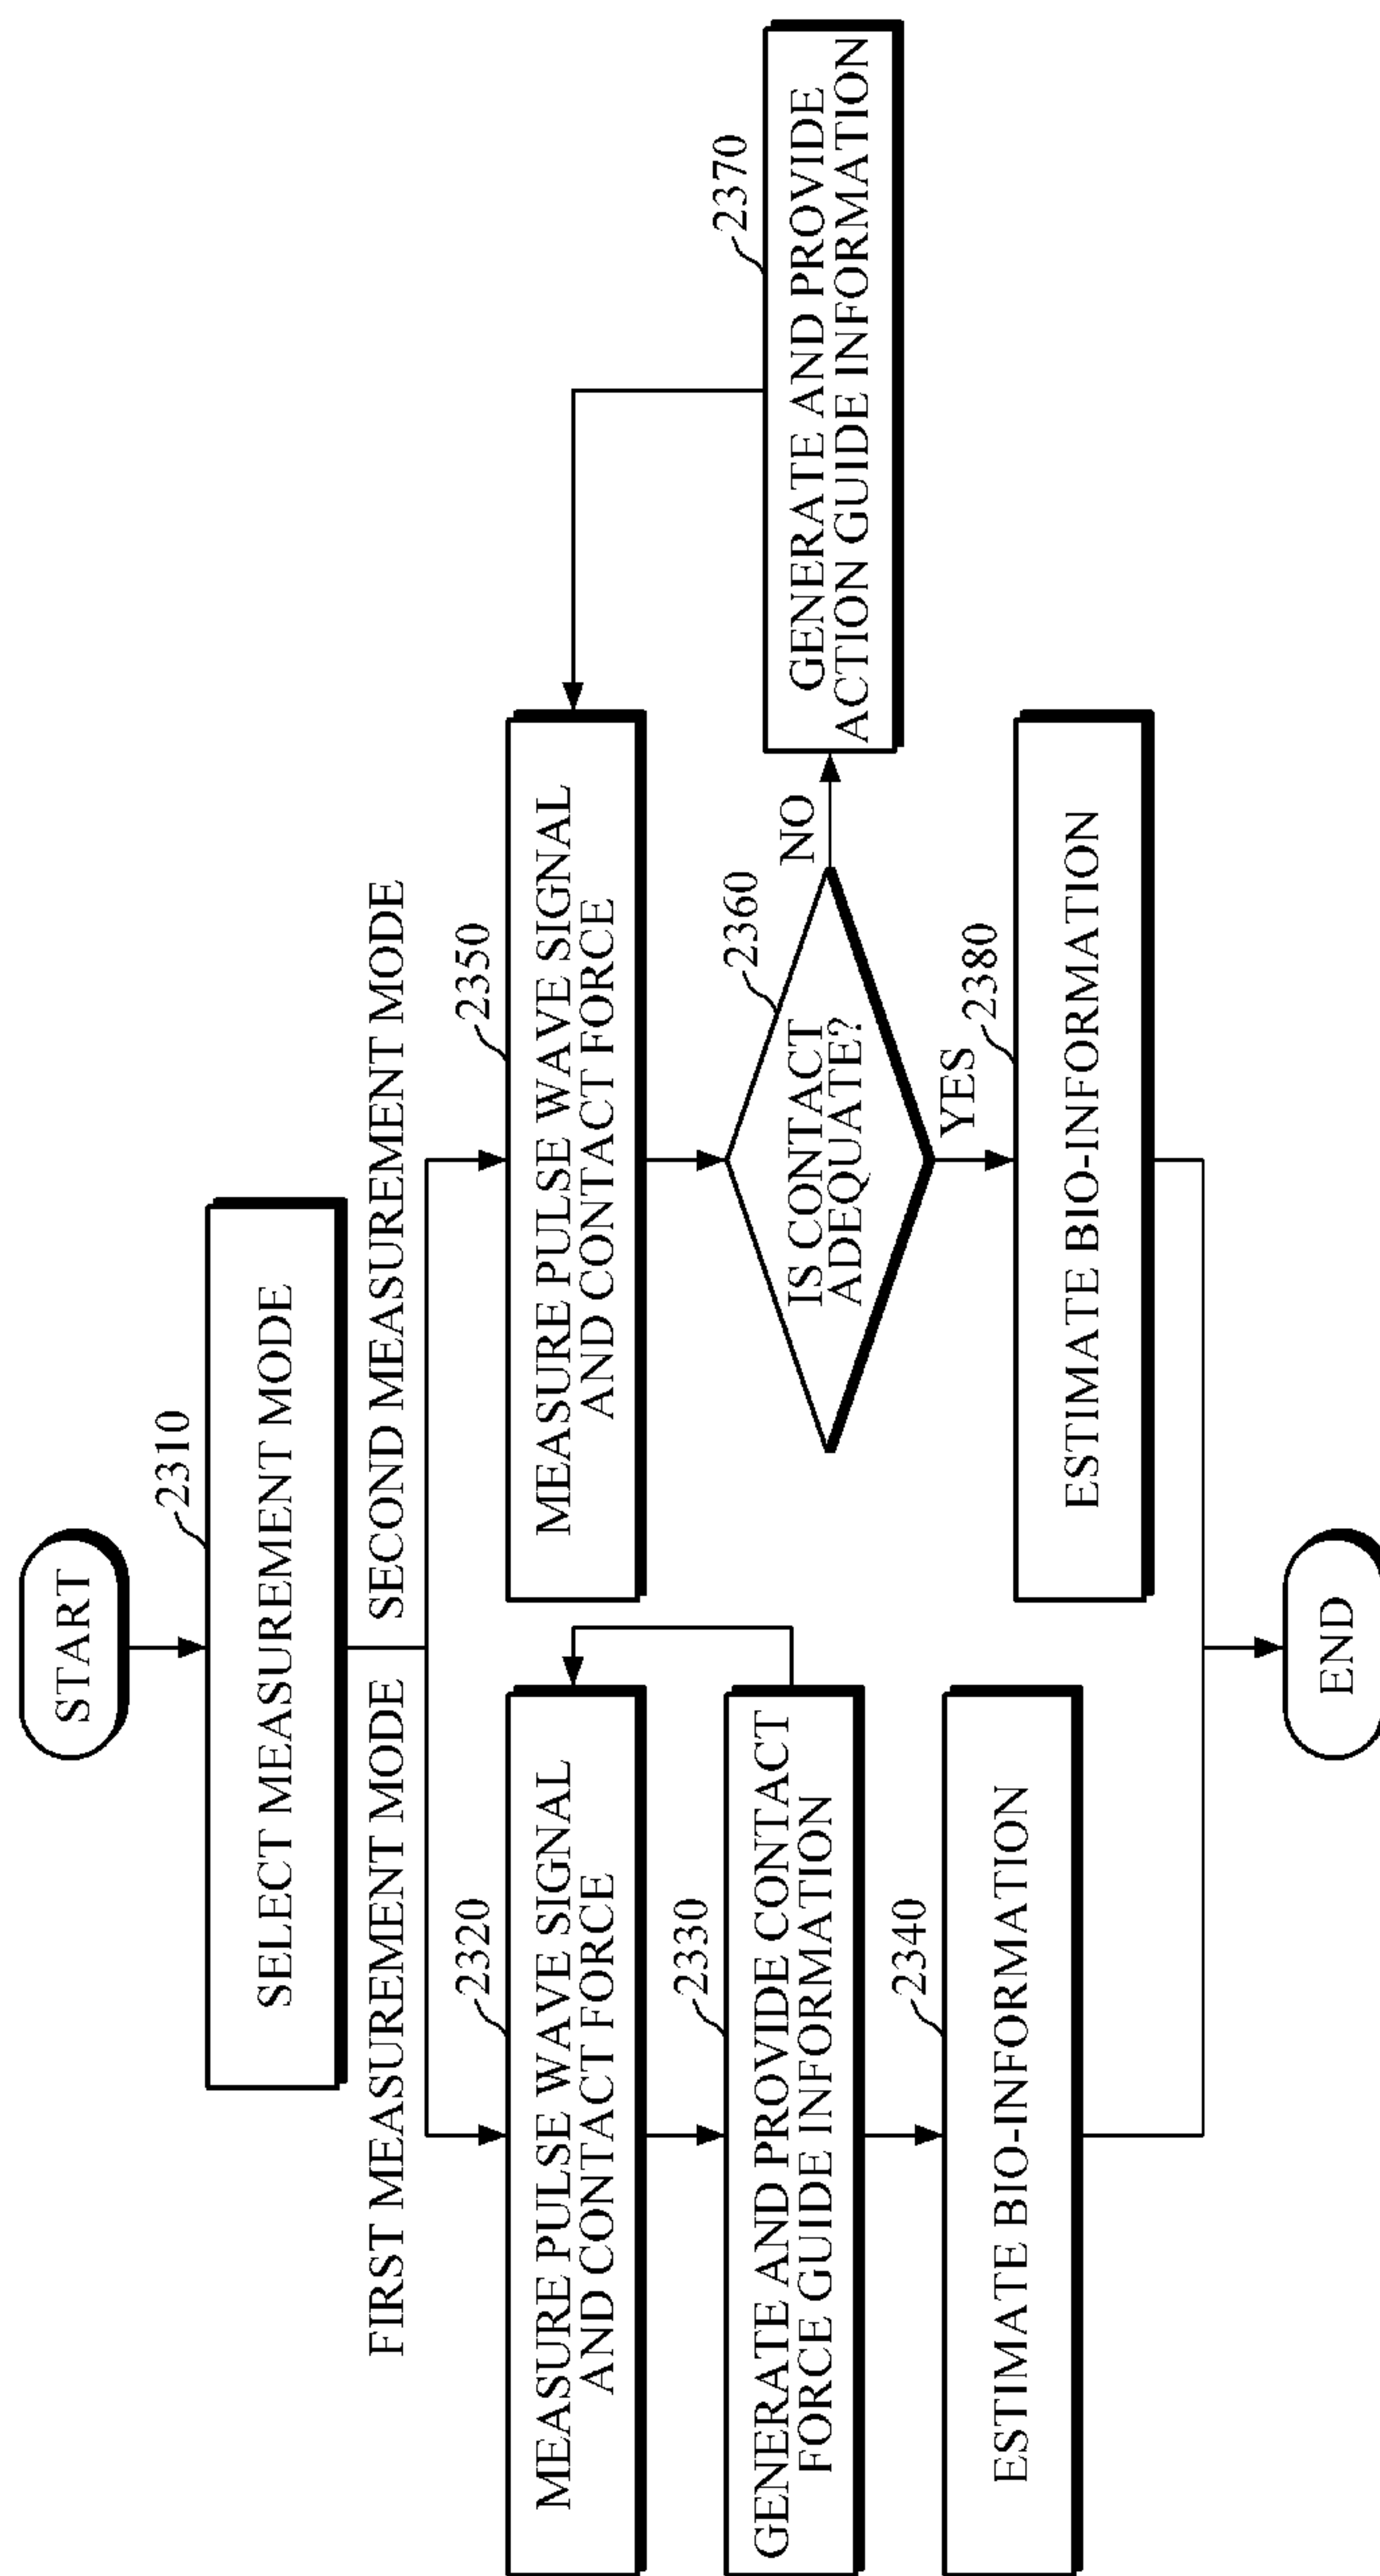 START
2310
SELECT MEASUREMENT MODE
FIRST MEASUREMENT MODE
SECOND MEASUREMENT MODE
2320
MEASURE PULSE WAVE SIGNAL
AND CONTACT FORCE
2330
GENERATE AND PROVIDE CONTACT
FORCE GUIDE INFORMATION
2340
ESTIMATE BIO-INFORMATION
2350
MEASURE PULSE WAVE SIGNAL
AND CONTACT FORCE
2360
IS CONTACT
ADEQUATE?
NO
2370
GENERATE AND PROVIDE
ACTION GUIDE INFORMATION
YES
2380
ESTIMATE BIO-INFORMATION
END